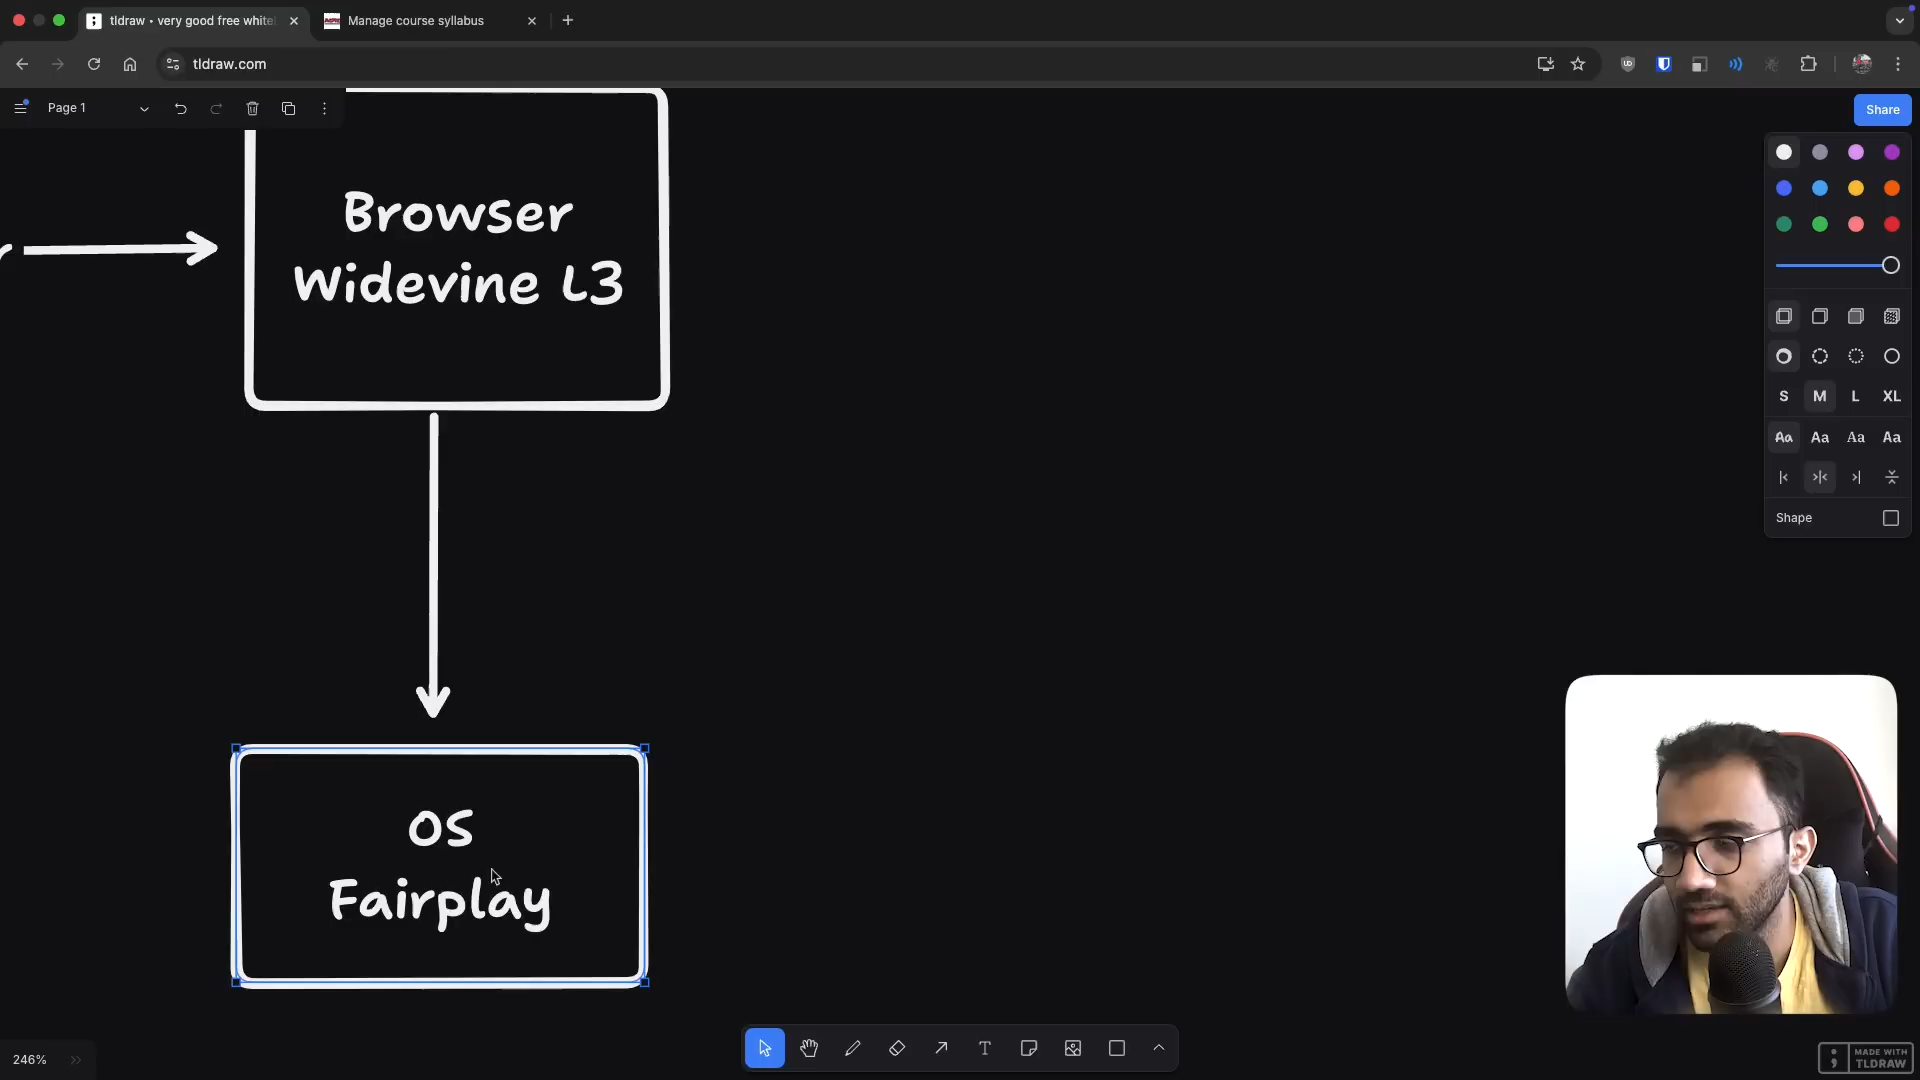 tldraw • very good free white
Manage course syllabus
tldraw.com
Page 1
Share
Browser
Widevine L3
OS
Fairplay
S M L XL
Aa Aa Aa Aa
Shape
246%
MADE WITH
TLDRAW